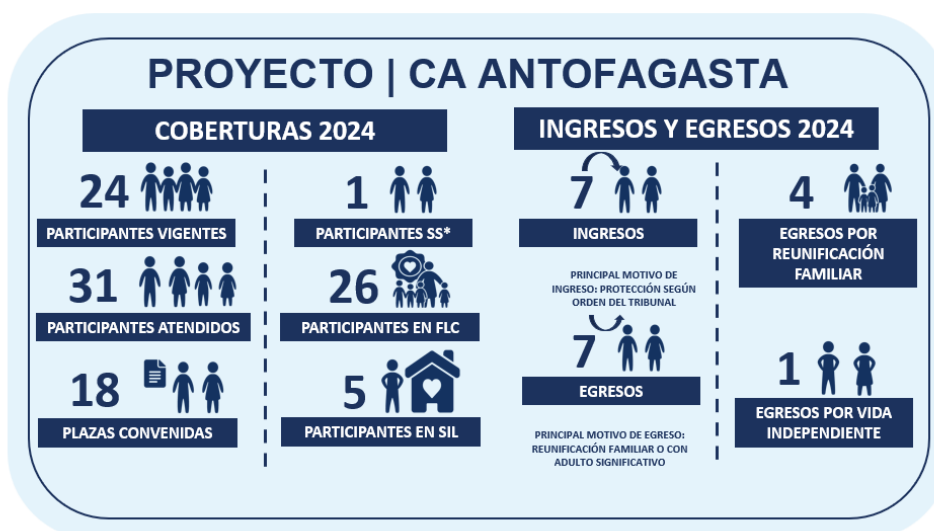 PROYECTO | CA ANTOFAGASTA
COBERTURAS 2024
24
PARTICIPANTES VIGENTES
31
PARTICIPANTES ATENDIDOS
18
PLAZAS CONVENIDAS
1
PARTICIPANTES SS*
26
PARTICIPANTES EN FLC
5
PARTICIPANTES EN SIL
INGRESOS Y EGRESOS 2024
7
INGRESOS
PRINCIPAL MOTIVO DE
INGRESO: PROTECCIÓN SEGÚN
ORDEN DEL TRIBUNAL
7
EGRESOS
PRINCIPAL MOTIVO DE EGRESO:
REUNIFICACIÓN FAMILIAR O CON
ADULTO SIGNIFICATIVO
4
EGRESOS POR
REUNIFICACIÓN
FAMILIAR
1
EGRESOS POR VIDA
INDEPENDIENTE